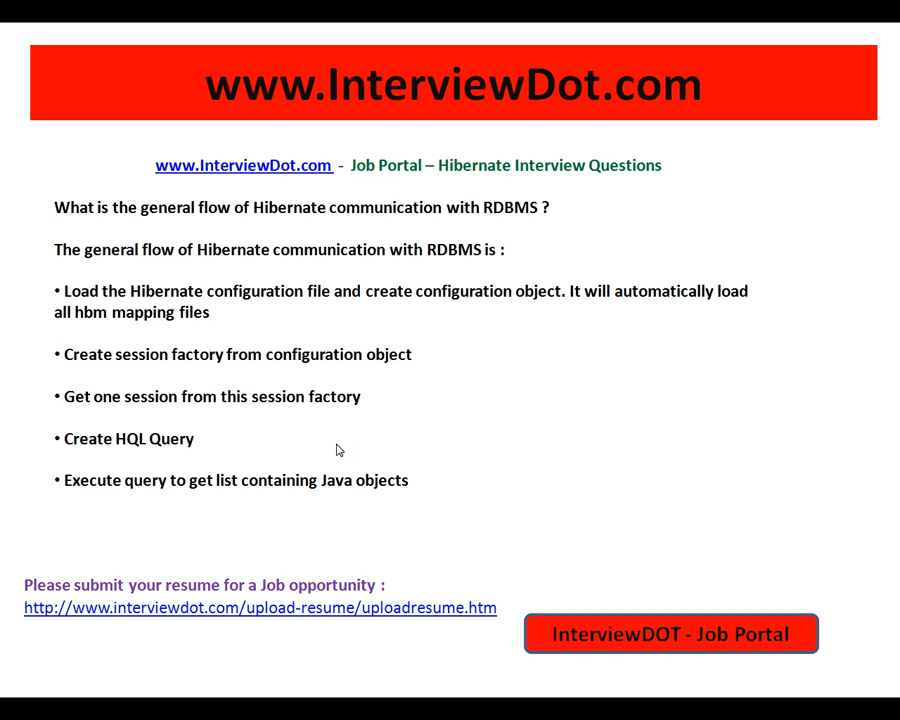 www.InterviewDot.com
www.InterviewDot.com - Job Portal – Hibernate Interview Questions
What is the general flow of Hibernate communication with RDBMS ?
The general flow of Hibernate communication with RDBMS is :
• Load the Hibernate configuration file and create configuration object. It will automatically load
all hbm mapping files
• Create session factory from configuration object
• Get one session from this session factory
• Create HQL Query
• Execute query to get list containing Java objects
Please submit your resume for a Job opportunity :
http://www.interviewdot.com/upload-resume/uploadresume.htm
InterviewDOT - Job Portal